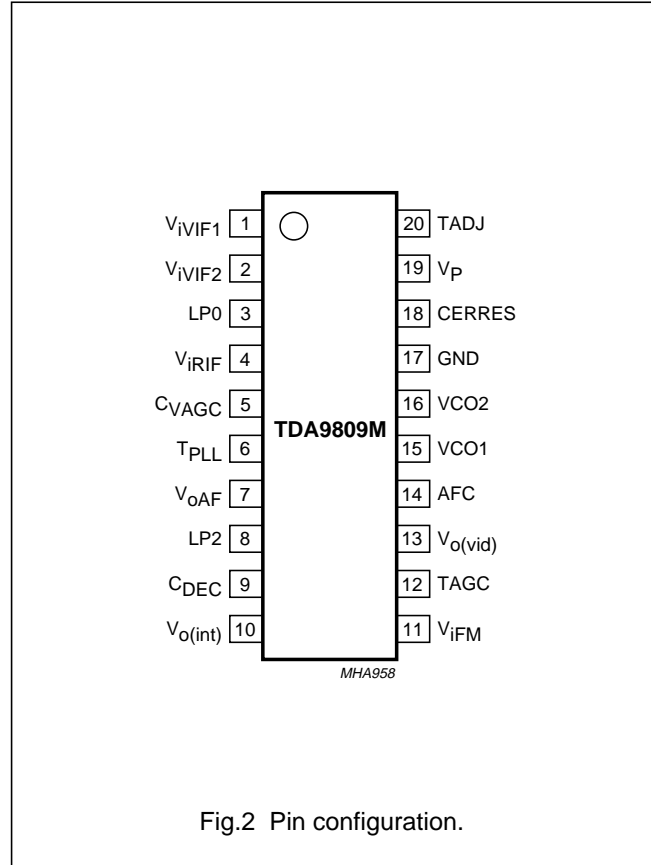 ViVIF1 1
ViVIF2 2
LP0 3
ViRIF 4
CVAGC 5
TPLL 6
VoAF 7
LP2 8
CDEC 9
Vo(int) 10
TDA9809M
20 TADJ
19 VP
18 CERRES
17 GND
16 VCO2
15 VCO1
14 AFC
13 Vo(vid)
12 TAGC
11 ViFM
MHA958
Fig.2 Pin configuration.